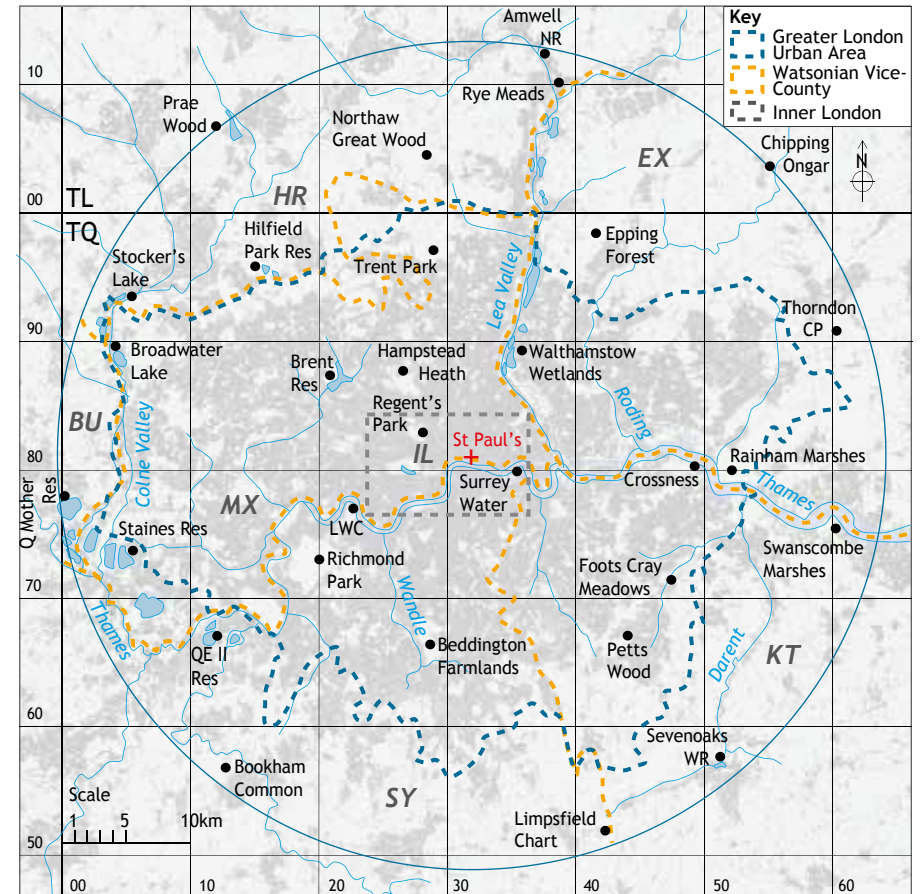 Amwell
NR
Key
Greater London
Urban Area
Watsonian Vice-
County
Inner London
10
Rye Meads
Prae
Wood
Northaw
Great Wood
EX
Chipping
Ongar
N
HR
TL
00
TQ
Hilfield
Park Res
Epping
Forest
Stocker's
Lake
Trent Park
Lea Valley
Thorndon
CP
90
Broadwater
Lake
Brent
Res
Hampstead
Heath
Walthamstow
Wetlands
Regent's
Park
Roding
BU
Colne Valley
IL
St Paul's
80
Rainham Marshes
Q Mother
Res
Surrey
Water
Crossness
Thames
MX
Staines Res
LWC
Swanscombe
Marshes
Richmond
Park
Foots Cray
Meadows
70
Thames
Wandle
QE II
Res
Beddington
Farmlands
Petts
Wood
Darent
KT
60
Sevenoaks
WR
Bookham
Common
SY
Scale
1 5 10km
Limpsfield
Chart
50
00 10 20 30 40 50 60